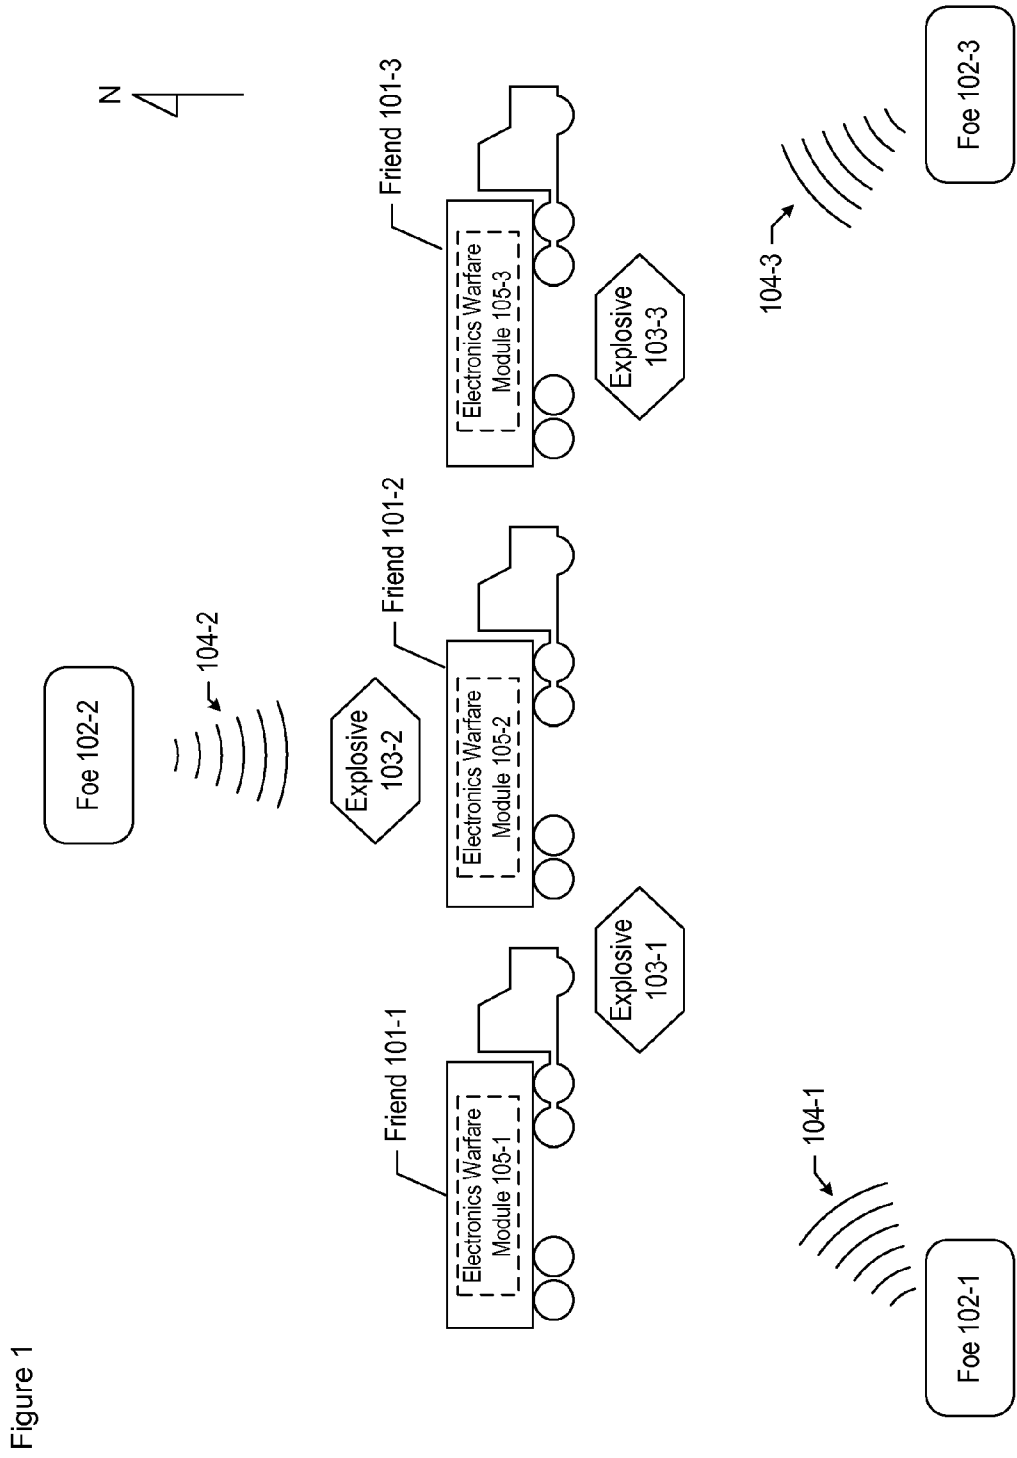 Figure 1
N
Foe 102-2
104-2
Explosive
103-2
Friend 101-1
Friend 101-2
Friend 101-3
Electronics Warfare
Module 105-1
Electronics Warfare
Module 105-2
Electronics Warfare
Module 105-3
Explosive
103-1
Explosive
103-3
104-1
104-3
Foe 102-1
Foe 102-3